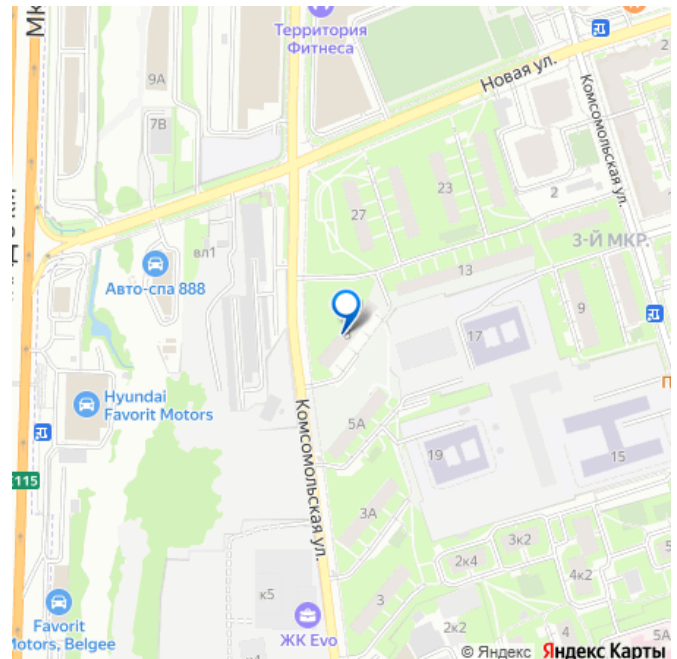 Территория
Фитнеса
9А
7В
Новая ул.
Комсомольская ул.
2
2
23
27
3-Й МКР.
вл1
Авто-спа 888
13
9
17
Hyundai
Favorit Motors
5А
Комсомольская ул.
19
15
Е115
3А
3к2
2к4
4к2
к5
3
ЖК Evo
2к2
4
5А
Favorit
Motors, Belgee
© Яндекс Яндекс Карты